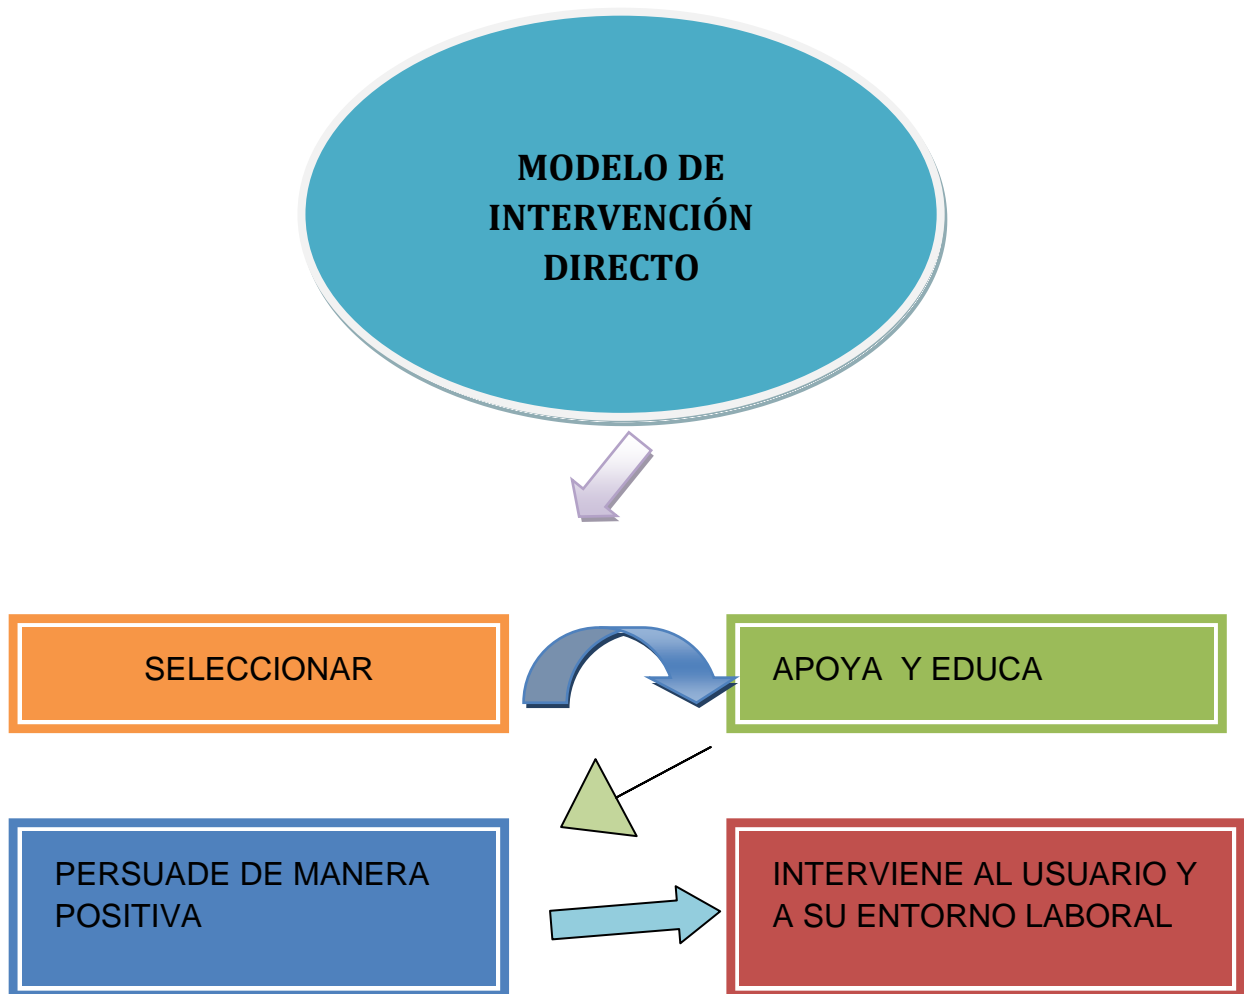 MODELO DE
INTERVENCIÓN
DIRECTO
SELECCIONAR
APOYA Y EDUCA
PERSUADE DE MANERA
POSITIVA
INTERVIENE AL USUARIO Y
A SU ENTORNO LABORAL